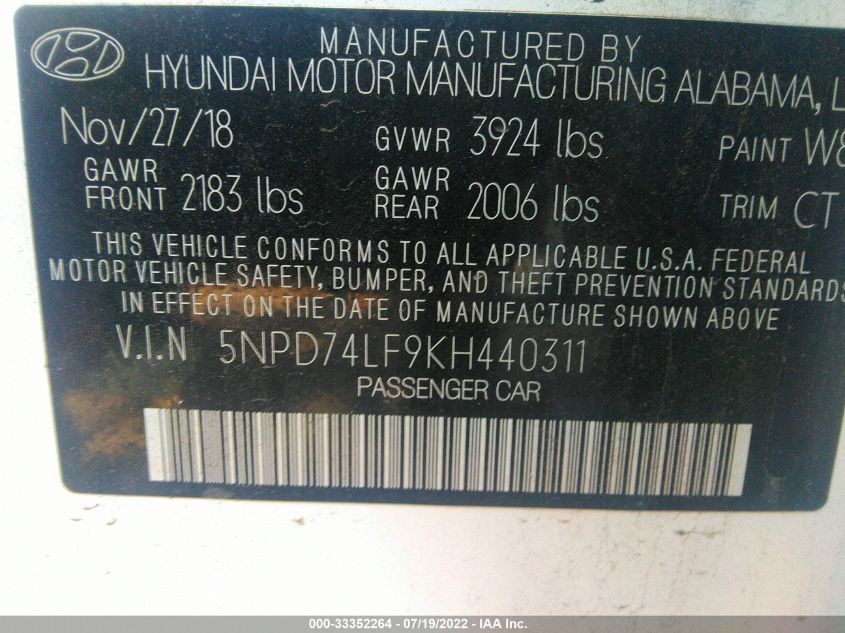 MANUFACTURED BY
HYUNDAI MOTOR MANUFACTURING ALABAMA, L
Nov/27/18 GVWR 3924 lbs PAINT W8
GAWR FRONT 2183 lbs GAWR REAR 2006 lbs TRIM CT
THIS VEHICLE CONFORMS TO ALL APPLICABLE U.S.A. FEDERAL
MOTOR VEHICLE SAFETY, BUMPER, AND THEFT PREVENTION STANDARDS
IN EFFECT ON THE DATE OF MANUFACTURE SHOWN ABOVE
V.I.N 5NPD74LF9KH440311
PASSENGER CAR
000-33352264 - 07/19/2022 - IAA Inc.